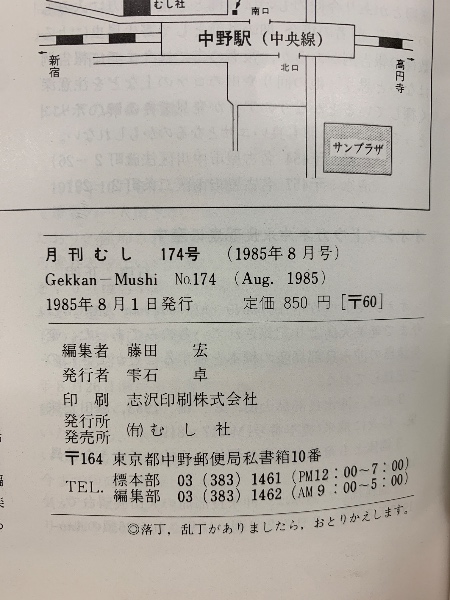 むし社
南口
中野駅（中央線）
新宿
高円寺
北口
サンプラザ
月刊むし 174号 （1985年8月号）
Gekkan－Mushi No.174 （Aug. 1985）
1985年8月1日発行 定価 850円［〒60］
編集者 藤田 宏
発行者 雫石 卓
印刷 志沢印刷株式会社
発行所
発売所 ㈲むし社
〒164 東京都中野郵便局私書箱10番
TEL. 標本部 03（383）1461（PM12：00〜7：00）
編集部 03（383）1462（AM 9：00〜5：00）
◎落丁，乱丁がありましたら，おとりかえします。